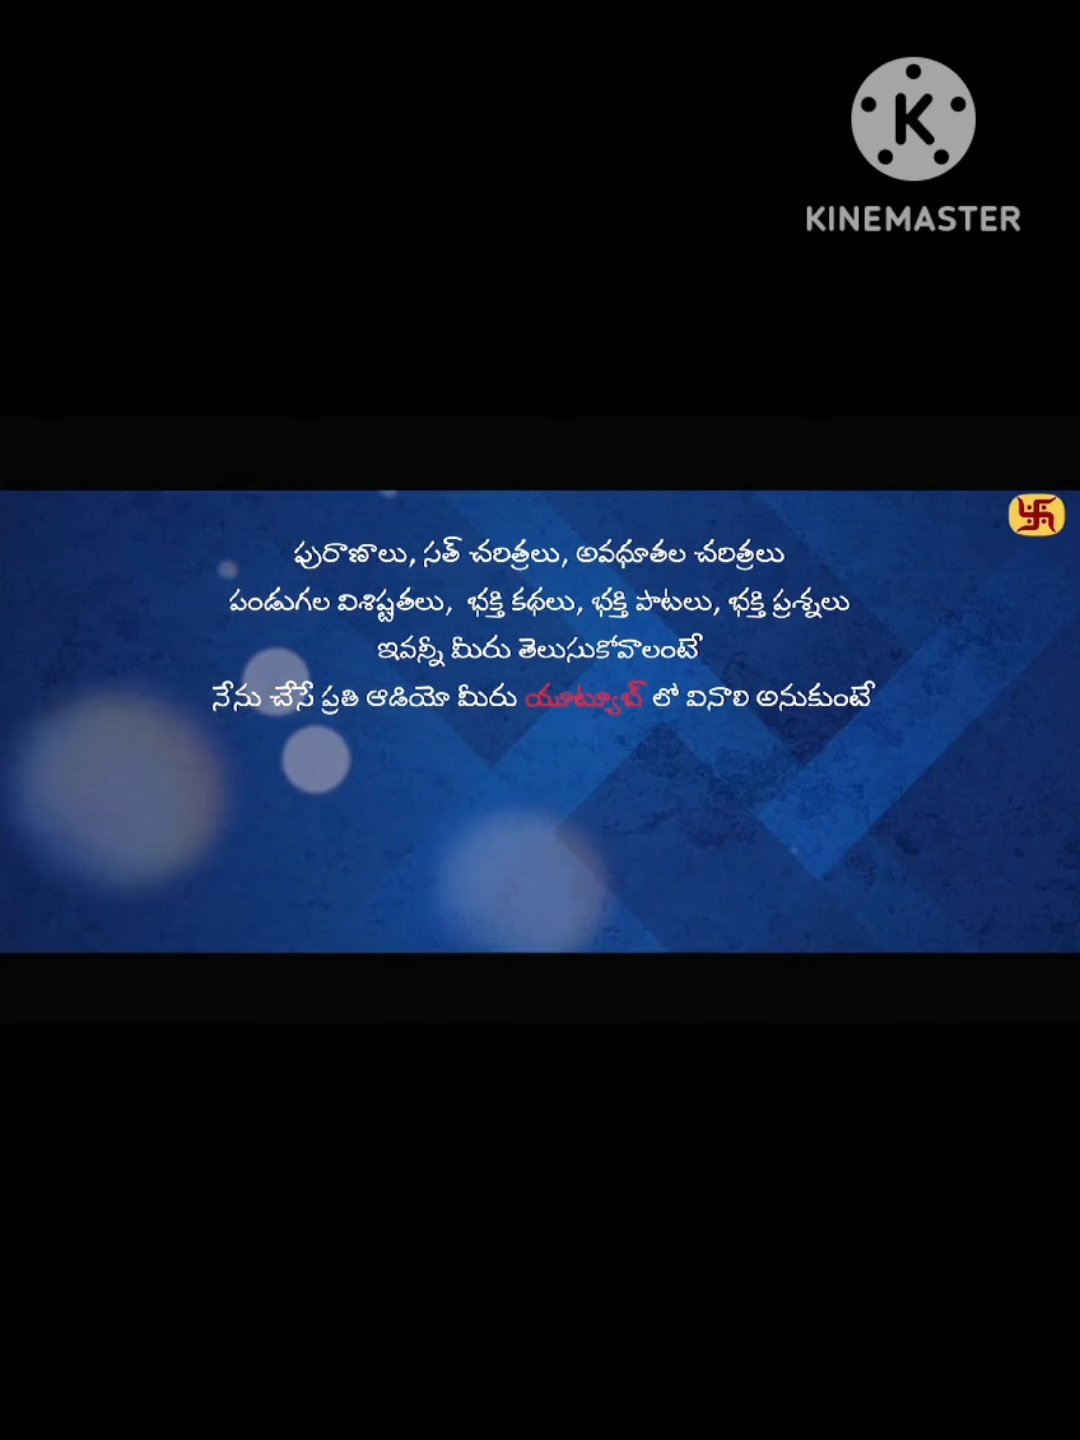 KINEMASTER
పురాణాలు, సత్ చరిత్రలు, అవధూతల చరిత్రలు
పండుగల విశిష్టతలు, భక్తి కథలు, భక్తి పాటలు, భక్తి ప్రశ్నలు
ఇవన్నీ మీరు తెలుసుకోవాలంటే
నేను చేసే ప్రతి ఆడియో మీరు యూట్యూబ్ లో వినాలి అనుకుంటే